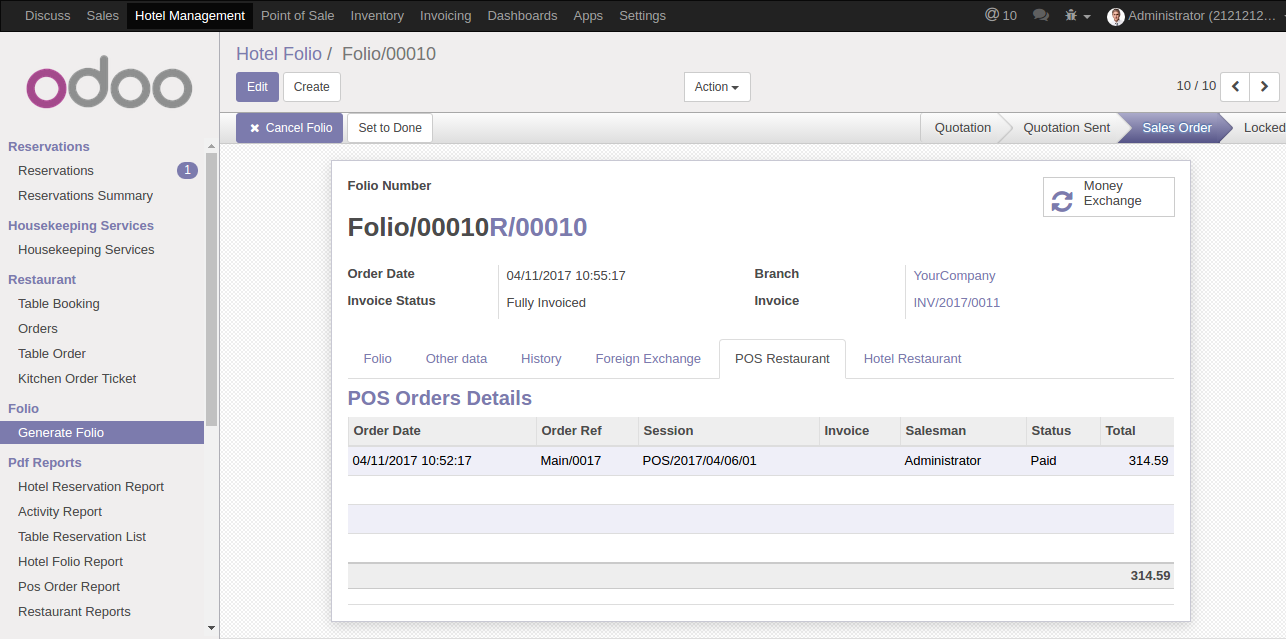 Discuss Sales Hotel Management Point of Sale Inventory Invoicing Dashboards Apps Settings @ 10 Administrator (2121212…
odoo
Reservations
Reservations 1
Reservations Summary
Housekeeping Services
Housekeeping Services
Restaurant
Table Booking
Orders
Table Order
Kitchen Order Ticket
Folio
Generate Folio
Pdf Reports
Hotel Reservation Report
Activity Report
Table Reservation List
Hotel Folio Report
Pos Order Report
Restaurant Reports
Hotel Folio / Folio/00010
Edit Create Action 10 / 10
Cancel Folio Set to Done Quotation Quotation Sent Sales Order Locked
Folio Number
Money
Exchange
Folio/00010R/00010
Order Date 04/11/2017 10:55:17 Branch YourCompany
Invoice Status Fully Invoiced Invoice INV/2017/0011
Folio Other data History Foreign Exchange POS Restaurant Hotel Restaurant
POS Orders Details
Order Date Order Ref Session Invoice Salesman Status Total
04/11/2017 10:52:17 Main/0017 POS/2017/04/06/01 Administrator Paid 314.59
314.59